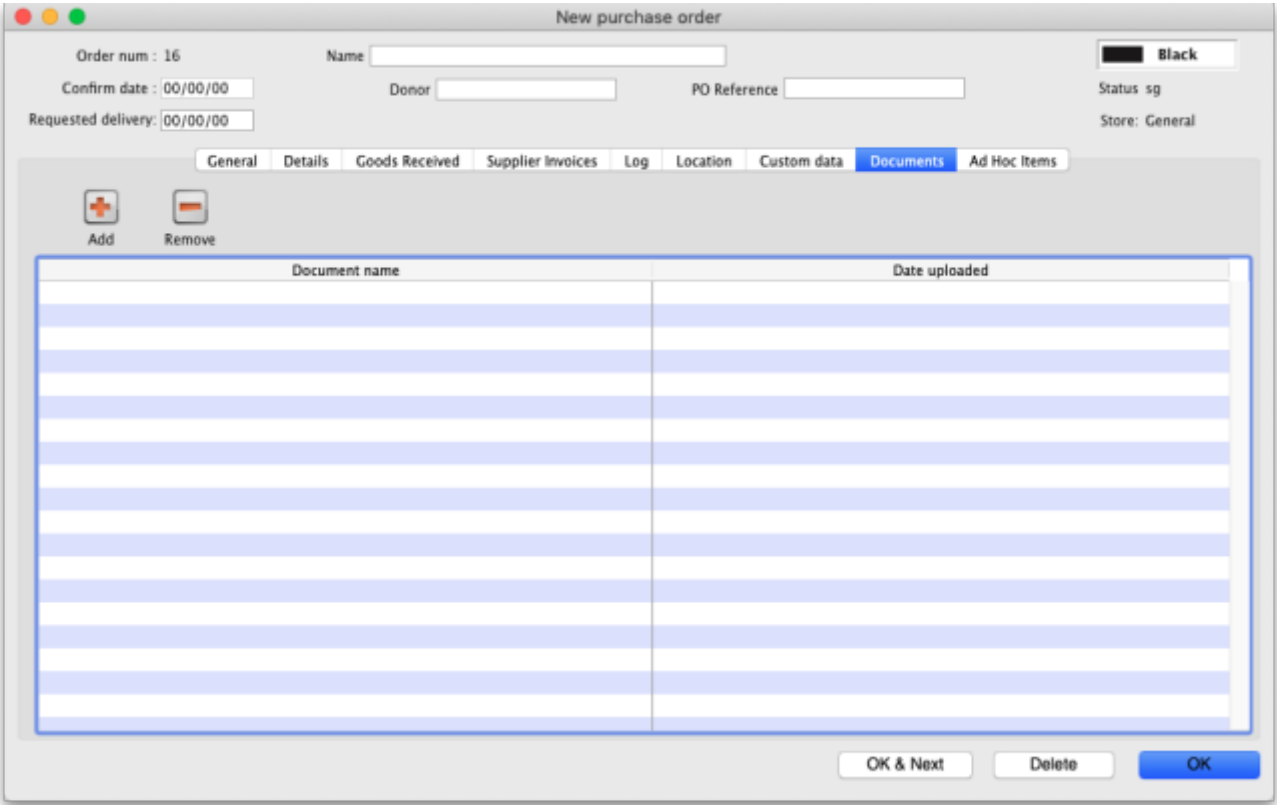 New purchase order
Order num : 16 Name Black
Confirm date : 00/00/00 Donor PO Reference Status sg
Requested delivery: 00/00/00 Store: General
General Details Goods Received Supplier Invoices Log Location Custom data Documents Ad Hoc Items
Add Remove
Document name Date uploaded
OK & Next Delete OK